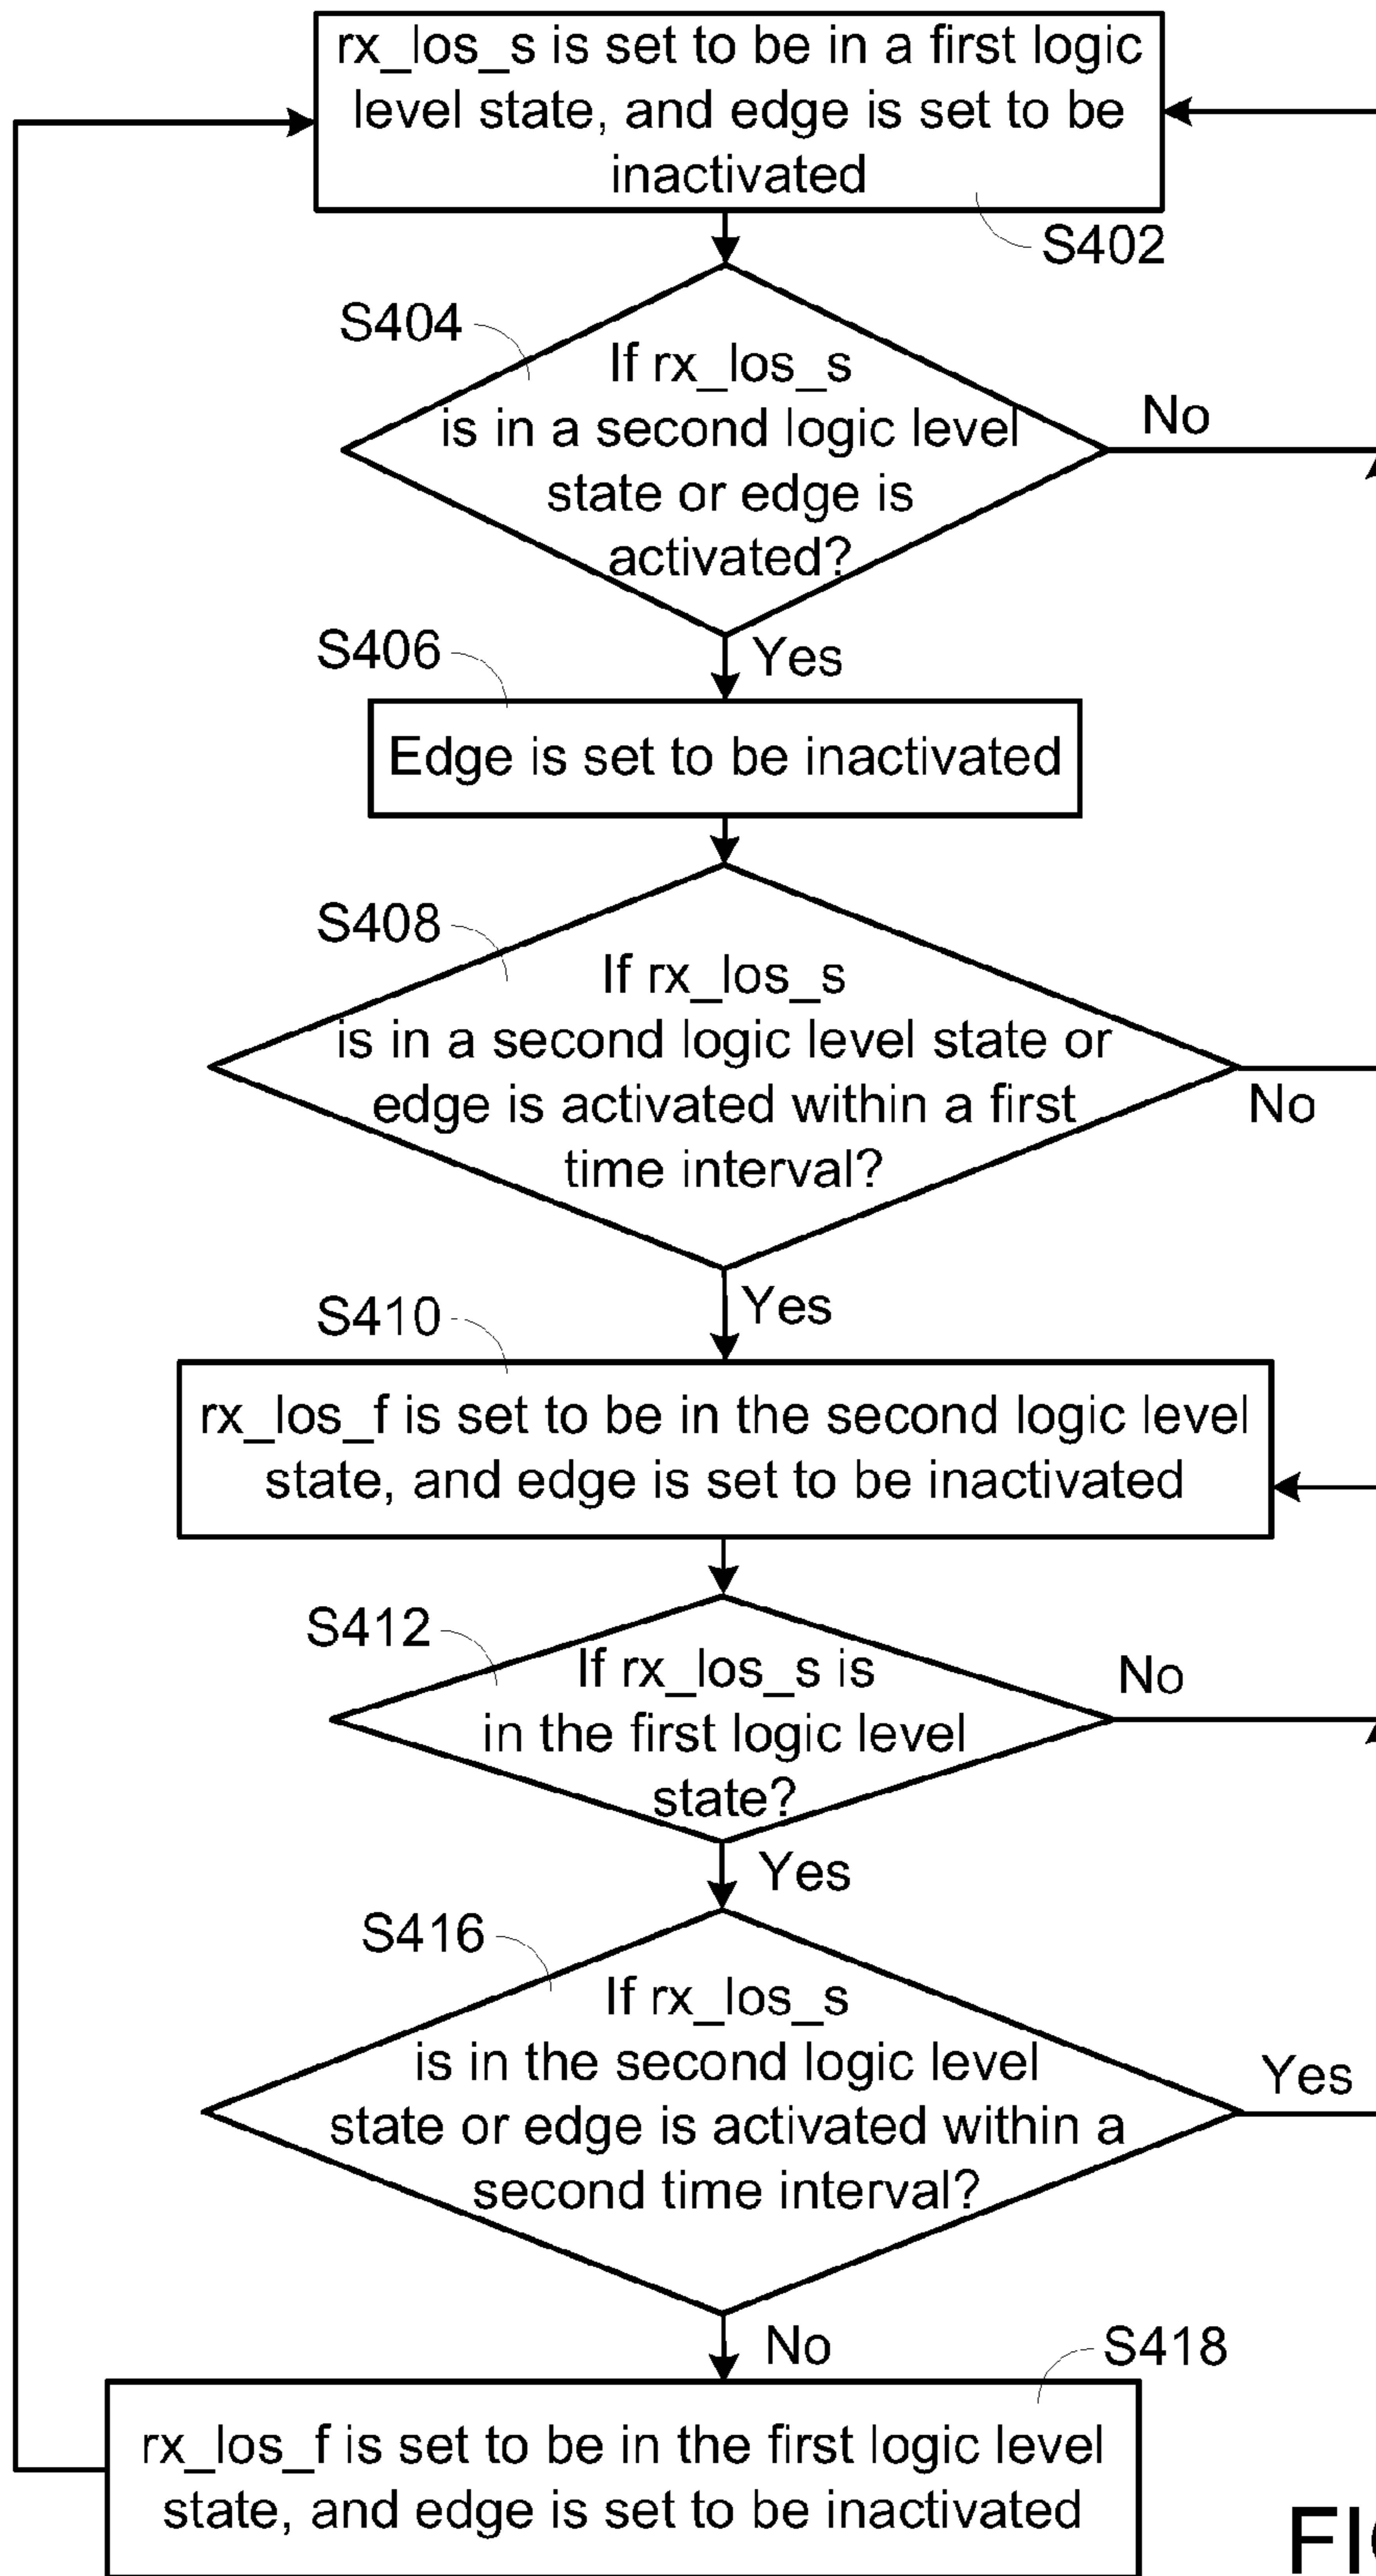 rx_los_s is set to be in a first logic
level state, and edge is set to be
inactivated
S402
S404
If rx_los_s
is in a second logic level
state or edge is
activated?
No
Yes
S406
Edge is set to be inactivated
S408
If rx_los_s
is in a second logic level state or
edge is activated within a first
time interval?
No
Yes
S410
rx_los_f is set to be in the second logic level
state, and edge is set to be inactivated
S412
If rx_los_s is
in the first logic level
state?
No
Yes
S416
If rx_los_s
is in the second logic level
state or edge is activated within a
second time interval?
Yes
No
S418
rx_los_f is set to be in the first logic level
state, and edge is set to be inactivated